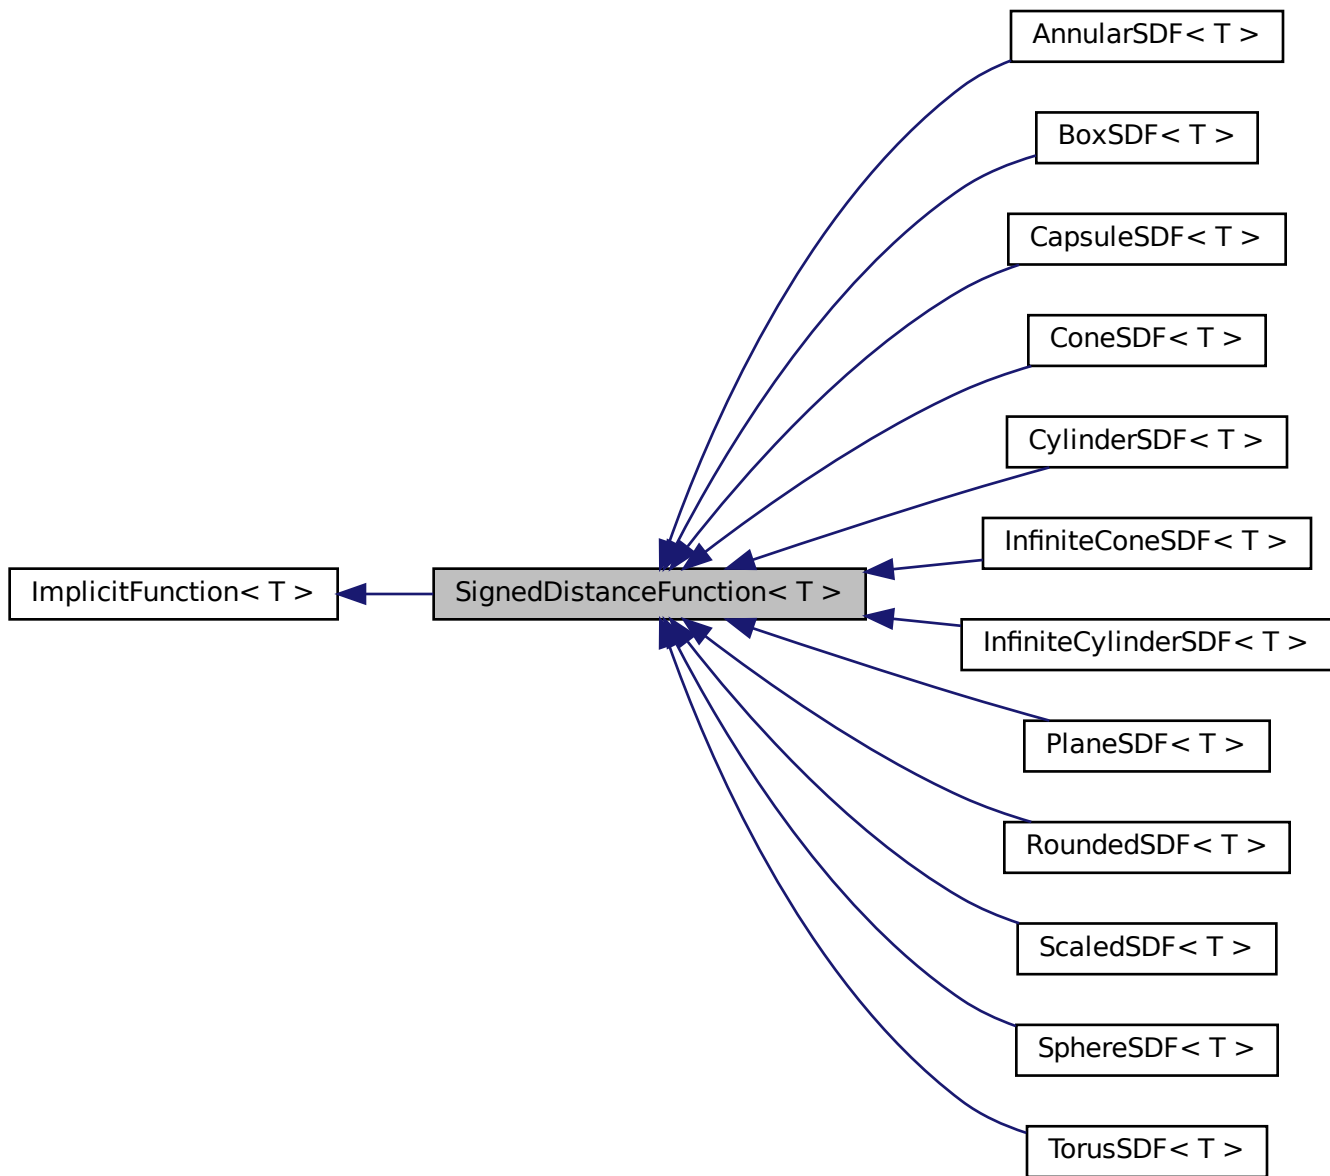 AnnularSDF< T >
BoxSDF< T >
CapsuleSDF< T >
ConeSDF< T >
CylinderSDF< T >
InfiniteConeSDF< T >
ImplicitFunction< T >
SignedDistanceFunction< T >
InfiniteCylinderSDF< T >
PlaneSDF< T >
RoundedSDF< T >
ScaledSDF< T >
SphereSDF< T >
TorusSDF< T >